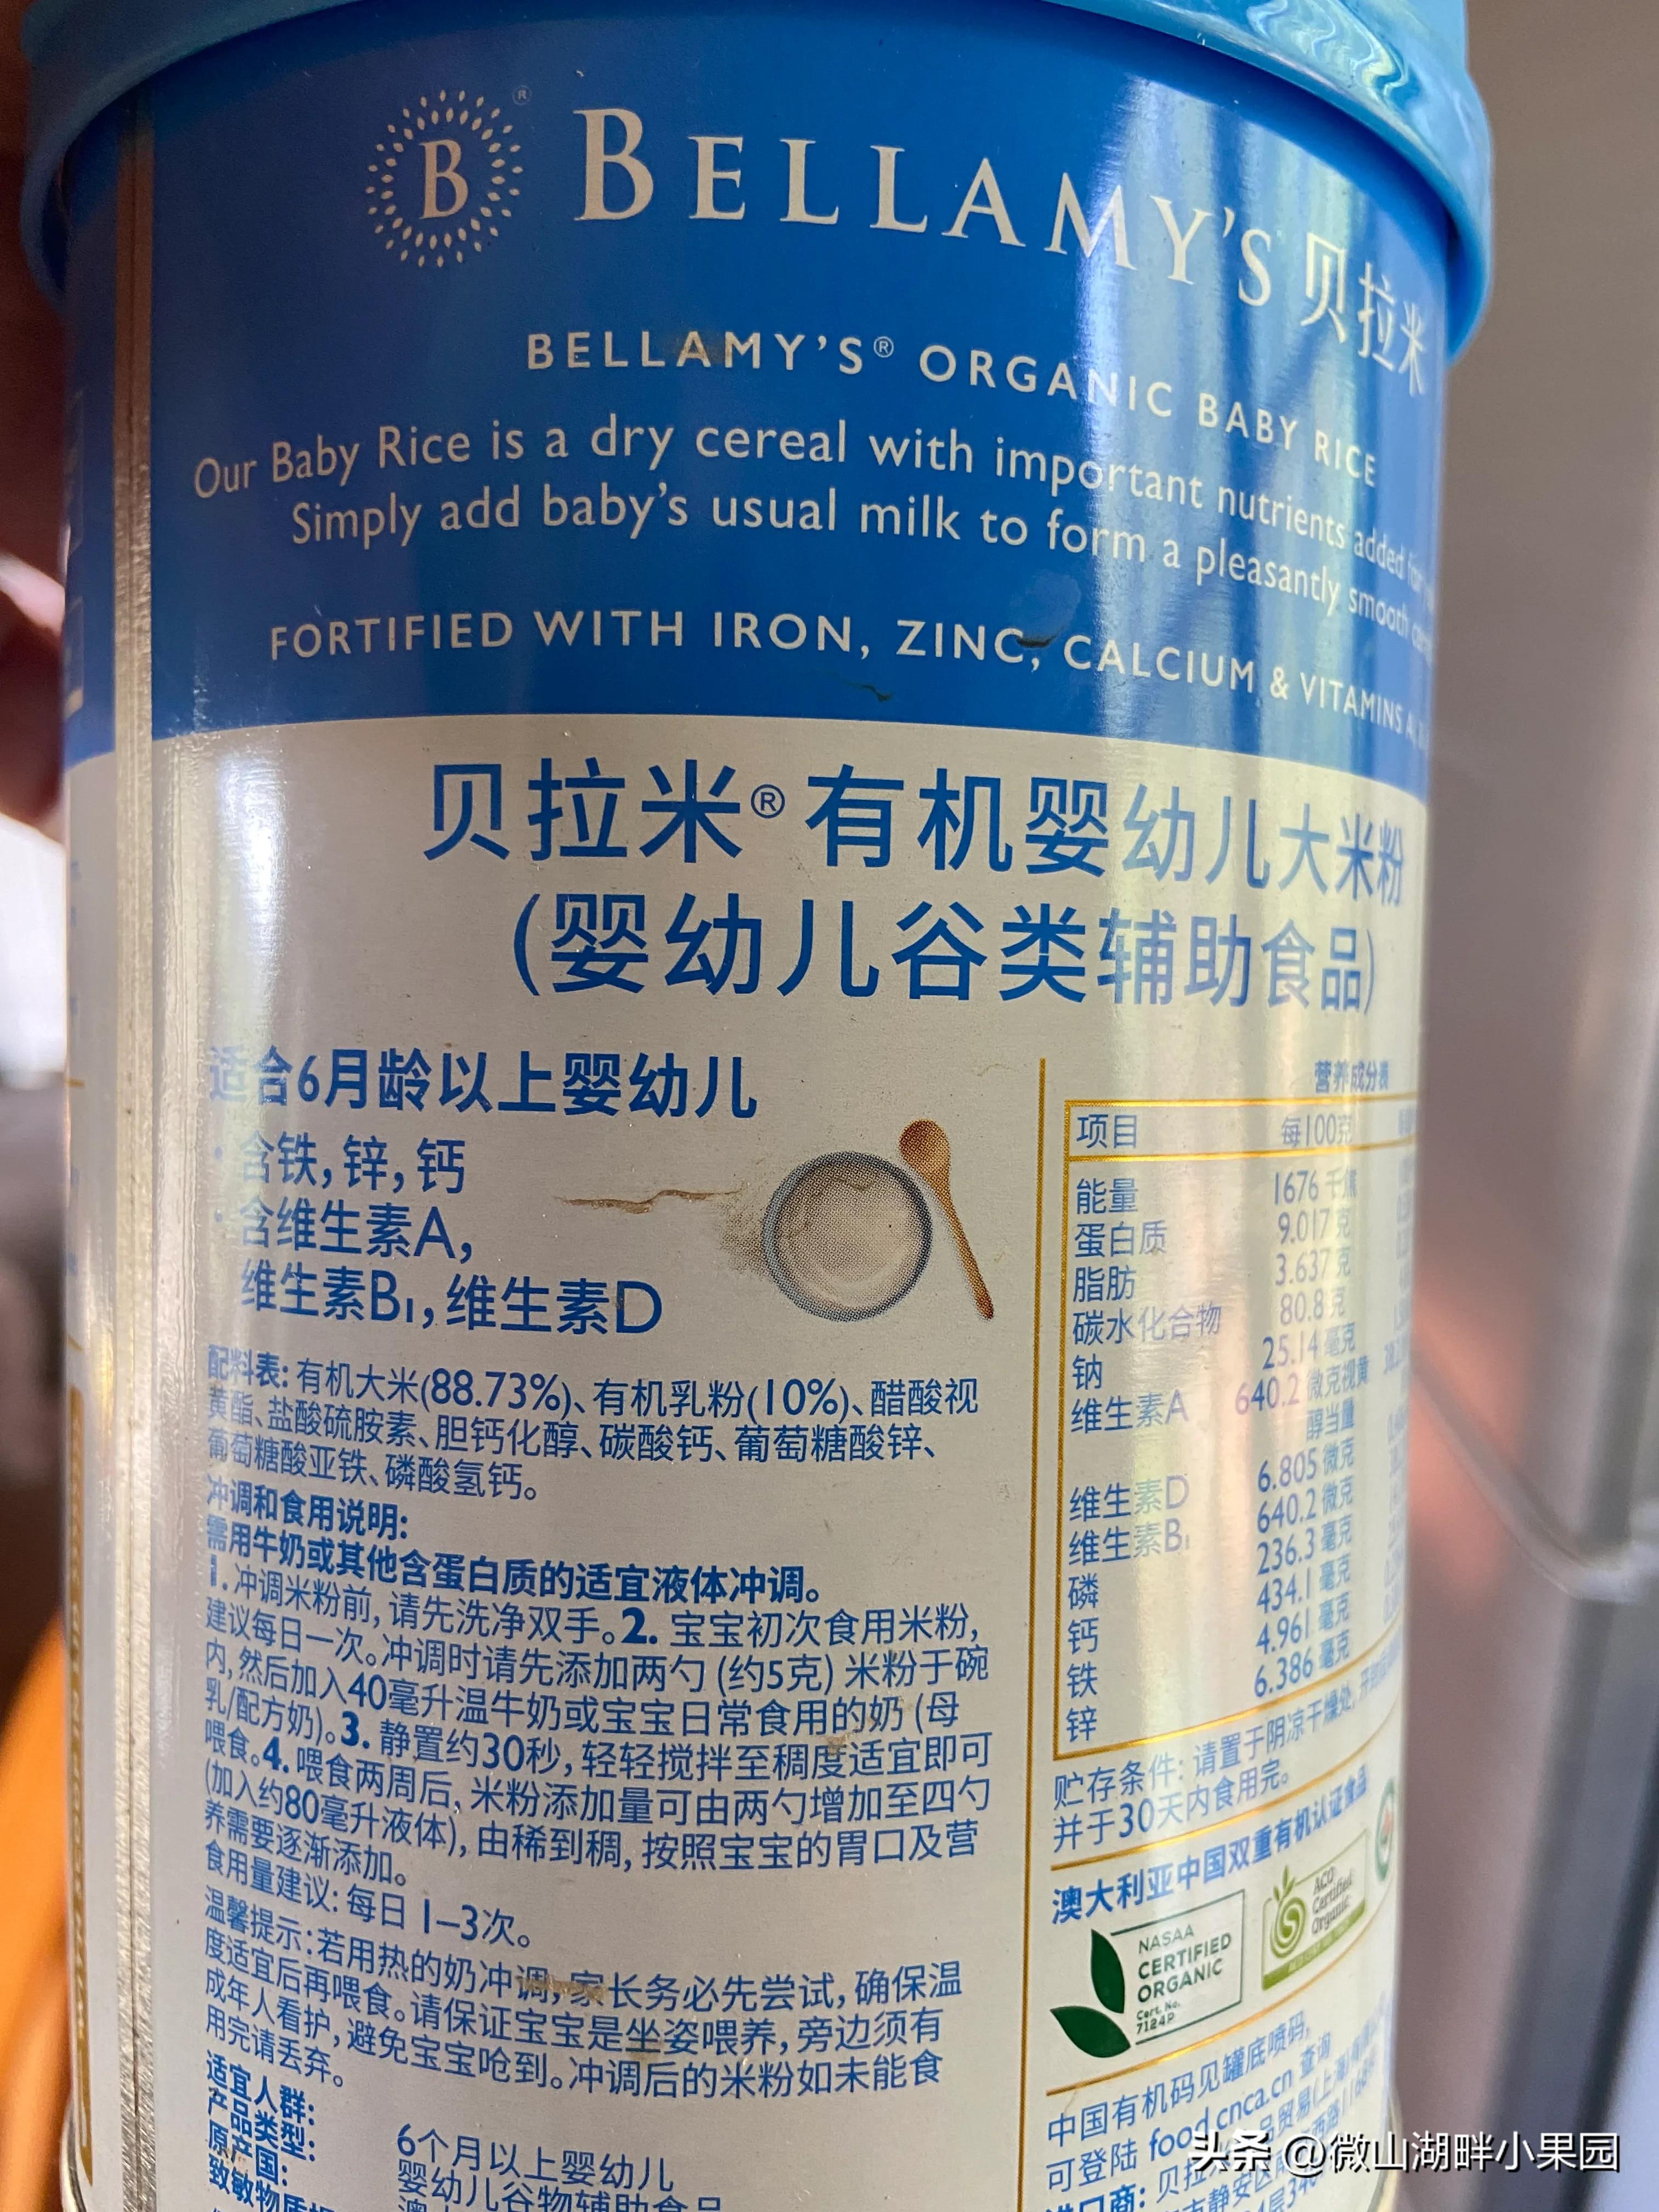 B ®
BELLAMY'S 贝拉米
BELLAMY'S® ORGANIC BABY RICE
Our Baby Rice is a dry cereal with important nutrients added
Simply add baby's usual milk to form a pleasantly smooth
FORTIFIED WITH IRON, ZINC, CALCIUM & VITAMINS A,
贝拉米®有机婴幼儿大米粉
(婴幼儿谷类辅助食品)
适合6月龄以上婴幼儿
· 含铁,锌,钙
· 含维生素A,
维生素B₁,维生素D
配料表: 有机大米(88.73%)、有机乳粉(10%)、醋酸视
黄酯、盐酸硫胺素、胆钙化醇、碳酸钙、葡萄糖酸锌、
葡萄糖酸亚铁、磷酸氢钙。
冲调和食用说明:
需用牛奶或其他含蛋白质的适宜液体冲调。
1. 冲调米粉前,请先洗净双手。2. 宝宝初次食用米粉,
建议每日一次。冲调时请先添加两勺 (约5克) 米粉于碗
内,然后加入40毫升温牛奶或宝宝日常食用的奶 (母
乳/配方奶)。3. 静置约30秒,轻轻搅拌至稠度适宜即可
喂食。4. 喂食两周后, 米粉添加量可由两勺增加至四勺
(加入约80毫升液体), 由稀到稠, 按照宝宝的胃口及营
养需要逐渐添加。
食用量建议: 每日 1–3次。
温馨提示: 若用热的奶冲调,家长务必先尝试,确保温
度适宜后再喂食。请保证宝宝是坐姿喂养, 旁边须有
成年人看护, 避免宝宝呛到。冲调后的米粉如未能食
用完请丢弃。
适宜人群: 6个月以上婴幼儿
产品类型: 婴幼儿谷物辅助食品
原产国:
致敏物质
营养成分表
项目 每100克
能量 1676 千焦
蛋白质 9.017 克
脂肪 3.637 克
碳水化合物 80.8 克
钠 25.14 毫克
维生素A 640.2 微克视黄
醇当量
维生素D 6.805 微克
维生素B₁ 640.2 微克
磷 236.3 毫克
钙 434.1 毫克
铁 4.961 毫克
锌 6.386 毫克
贮存条件: 请置于阴凉干燥处,
并于30天内食用完。
澳大利亚中国双重有机认证食品
NASAA
CERTIFIED
ORGANIC
Cert. No.
7124P
ACO
Certified
Organic
中国有机码见罐底喷码,
可登陆 food.cnca.cn 查询
进口商: 贝拉
头条 @微山湖畔小果园